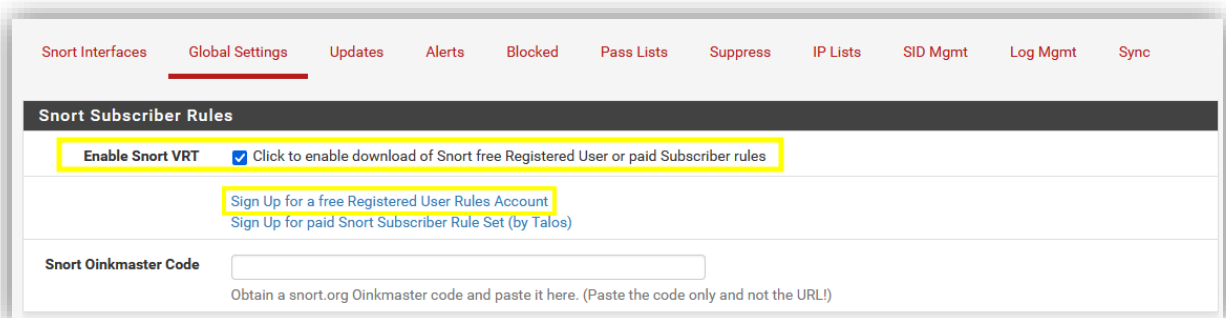 Snort Interfaces Global Settings Updates Alerts Blocked Pass Lists Suppress IP Lists SID Mgmt Log Mgmt Sync
Snort Subscriber Rules
Enable Snort VRT Click to enable download of Snort free Registered User or paid Subscriber rules
Sign Up for a free Registered User Rules Account
Sign Up for paid Snort Subscriber Rule Set (by Talos)
Snort Oinkmaster Code
Obtain a snort.org Oinkmaster code and paste it here. (Paste the code only and not the URL!)